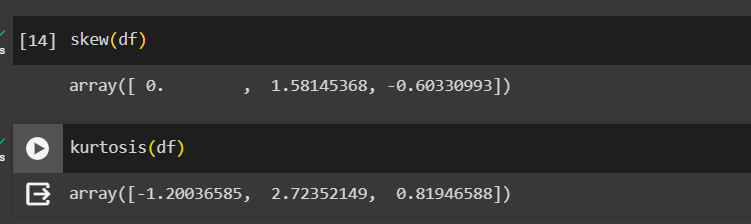 [14] skew(df)
s
array([ 0.        ,  1.58145368, -0.60330993])
kurtosis(df)
s
array([-1.20036585,  2.72352149,  0.81946588])